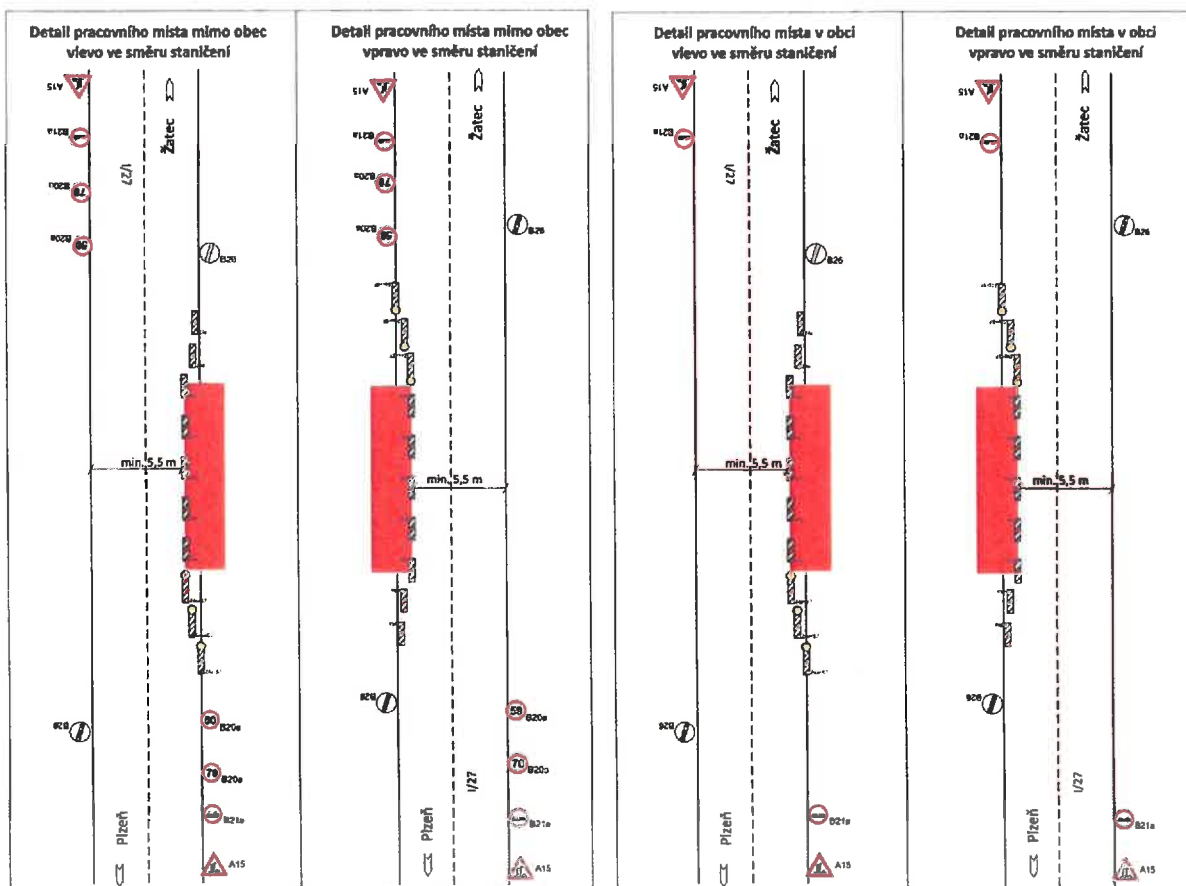 Detail pracovního místa mimo obec
vlevo ve směru staničení
A15
B21a
70
B20a
50
B20a
I/27
Žatec
B26
min. 5,5 m
B26
50
B20a
70
B20a
B21a
A15
Plzeň
Detail pracovního místa mimo obec
vpravo ve směru staničení
A15
B21a
70
B20a
50
B20a
Žatec
B26
min. 5,5 m
B26
50
B20a
70
B20a
I/27
B21a
A15
Plzeň
Detail pracovního místa v obci
vlevo ve směru staničení
A15
B21a
I/27
Žatec
B26
min. 5,5 m
B26
B21a
A15
Plzeň
Detail pracovního místa v obci
vpravo ve směru staničení
A15
B21a
Žatec
B26
min. 5,5 m
B26
I/27
B21a
A15
Plzeň